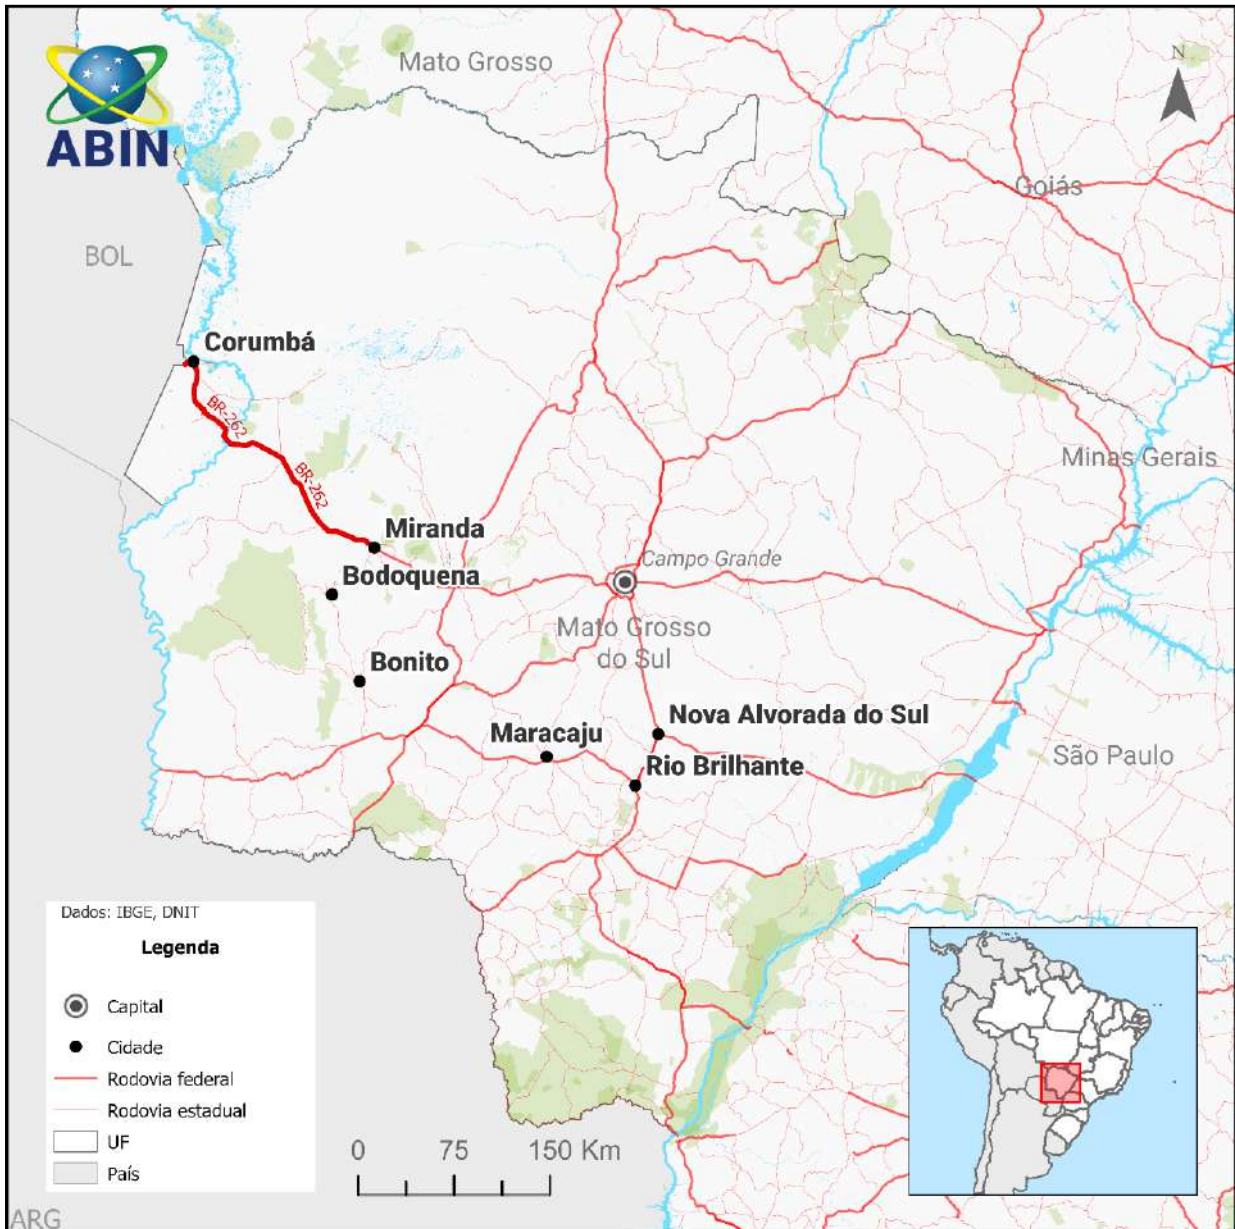 Mato Grosso
N
ABIN
Goiás
BOL
Corumbá
BR-262
Minas Gerais
BR-262
Miranda
Campo Grande
Bodoquena
Mato Grosso
do Sul
Bonito
Nova Alvorada do Sul
Maracaju
São Paulo
Rio Brilhante
Dados: IBGE, DNIT
Legenda
Capital
Cidade
Rodovia federal
Rodovia estadual
UF
País
0 75 150 Km
ARG